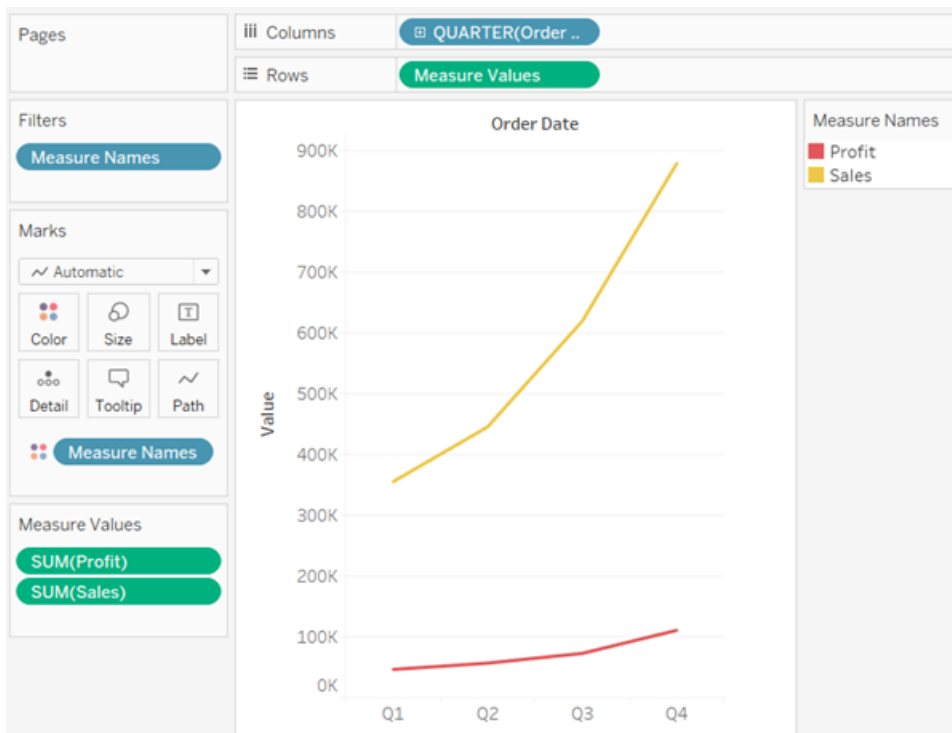 Pages
Columns
QUARTER(Order ..
Rows
Measure Values
Filters
Measure Names
Marks
Automatic
Color
Size
Label
Detail
Tooltip
Path
Measure Names
Measure Values
SUM(Profit)
SUM(Sales)
Order Date
900K
800K
700K
600K
500K
400K
300K
200K
100K
0K
Value
Q1 Q2 Q3 Q4
Measure Names
Profit
Sales